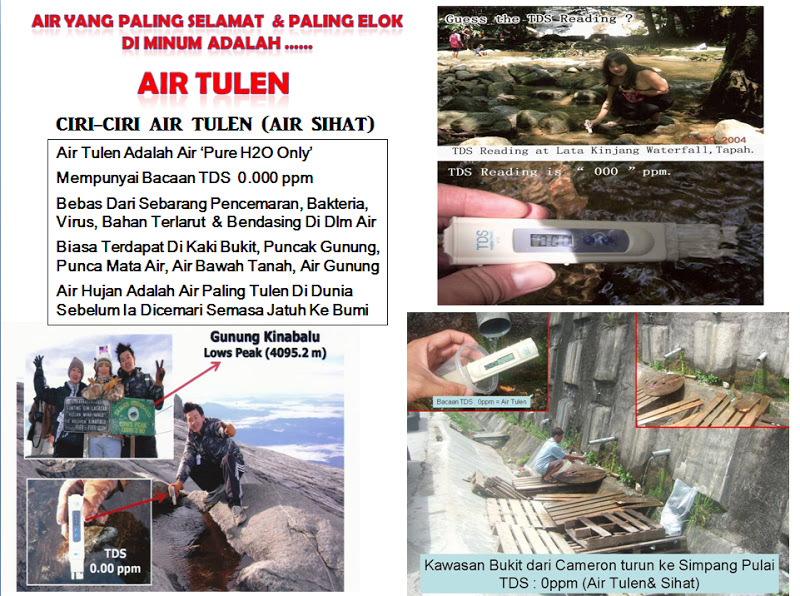 AIR YANG PALING SELAMAT & PALING ELOK
DI MINUM ADALAH ......
AIR TULEN
CIRI-CIRI AIR TULEN (AIR SIHAT)
Air Tulen Adalah Air ‘Pure H2O Only’
Mempunyai Bacaan TDS 0.000 ppm
Bebas Dari Sebarang Pencemaran, Bakteria,
Virus, Bahan Terlarut & Bendasing Di Dlm Air
Biasa Terdapat Di Kaki Bukit, Puncak Gunung,
Punca Mata Air, Air Bawah Tanah, Air Gunung
Air Hujan Adalah Air Paling Tulen Di Dunia
Sebelum Ia Dicemari Semasa Jatuh Ke Bumi
Gunung Kinabalu
Lows Peak (4095.2 m)
TDS
0.00 ppm
Guess the TDS Reading ?
2004
TDS Reading at Lata Kinjang Waterfall, Tapah.
TDS Reading is “ 000 ” ppm.
TDS
Bacaan TDS : 0ppm = Air Tulen
Kawasan Bukit dari Cameron turun ke Simpang Pulai
TDS : 0ppm (Air Tulen& Sihat)